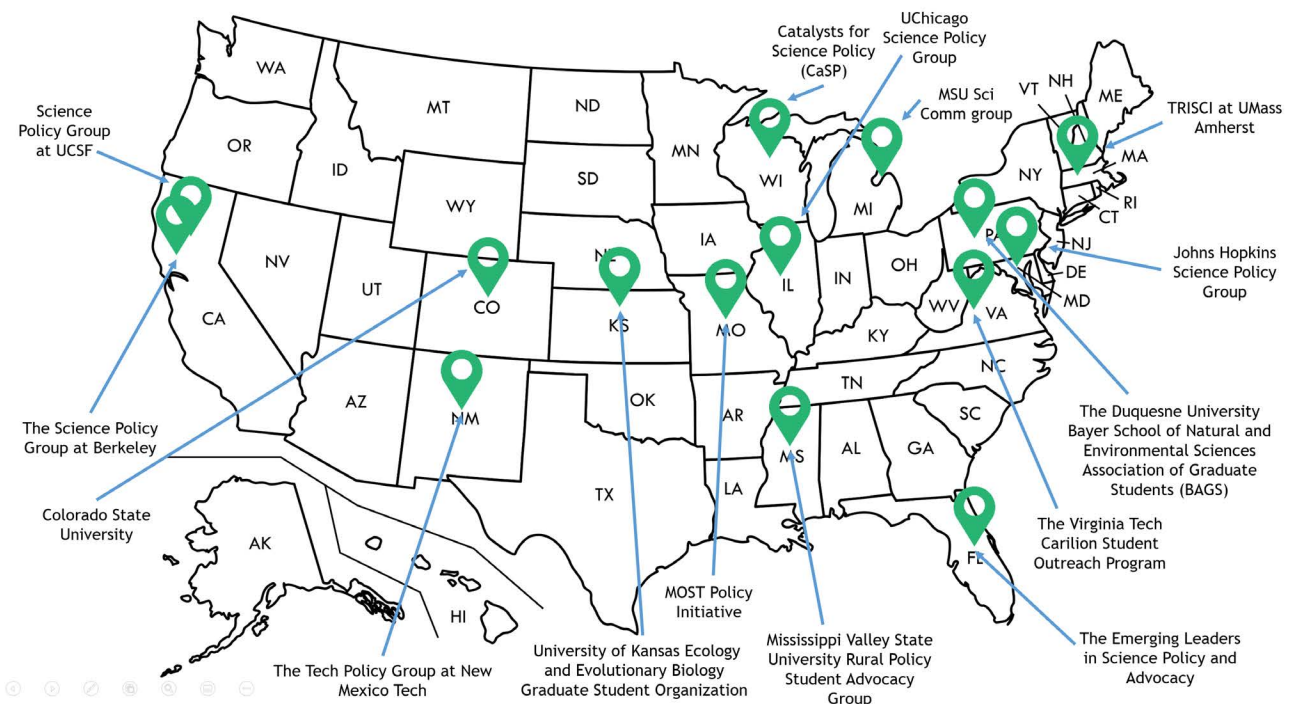 UChicago
Science Policy
Group
Catalysts for
Science Policy
(CaSP)
MSU Sci
Comm group
Science
Policy Group
at UCSF
TRISCI at UMass
Amherst
WA
MT
ND
MN
VT
NH
ME
OR
ID
SD
WI
NY
MA
WY
MI
RI
CT
IA
PA
NJ
NV
NE
OH
DE
UT
IL
IN
MD
CO
WV
VA
CA
KS
MO
KY
Johns Hopkins
Science Policy
Group
NC
TN
AZ
NM
OK
AR
SC
MS
AL
GA
LA
TX
AK
FL
HI
The Science Policy
Group at Berkeley
Colorado State
University
The Duquesne University
Bayer School of Natural and
Environmental Sciences
Association of Graduate
Students (BAGS)
The Virginia Tech
Carilion Student
Outreach Program
MOST Policy
Initiative
The Tech Policy Group at New
Mexico Tech
University of Kansas Ecology
and Evolutionary Biology
Graduate Student Organization
Mississippi Valley State
University Rural Policy
Student Advocacy
Group
The Emerging Leaders
in Science Policy and
Advocacy